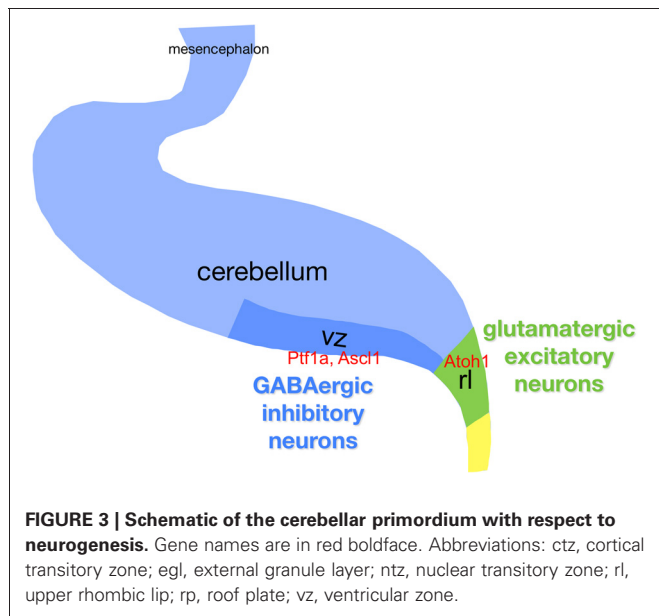 mesencephalon
cerebellum
vz
Ptf1a, Ascl1
GABAergic
inhibitory
neurons
glutamatergic
excitatory
neurons
Atoh1
rl
FIGURE 3 | Schematic of the cerebellar primordium with respect to
neurogenesis. Gene names are in red boldface. Abbreviations: ctz, cortical
transitory zone; egl, external granule layer; ntz, nuclear transitory zone; rl,
upper rhombic lip; rp, roof plate; vz, ventricular zone.